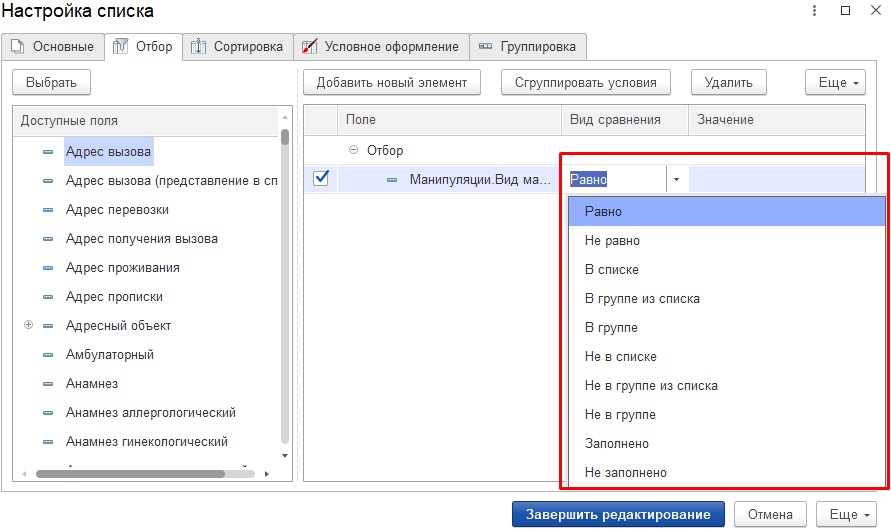 Настройка списка
Основные
Отбор
Сортировка
Условное оформление
Группировка
Выбрать
Добавить новый элемент
Сгруппировать условия
Удалить
Еще
Доступные поля
Адрес вызова
Адрес вызова (представление в сп
Адрес перевозки
Адрес получения вызова
Адрес проживания
Адрес прописки
Адресный объект
Амбулаторный
Анамнез
Анамнез аллергологический
Анамнез гинекологический
Поле
Вид сравнения
Значение
Отбор
Манипуляции.Вид ма...
Равно
Равно
Не равно
В списке
В группе из списка
В группе
Не в списке
Не в группе из списка
Не в группе
Заполнено
Не заполнено
Завершить редактирование
Отмена
Еще